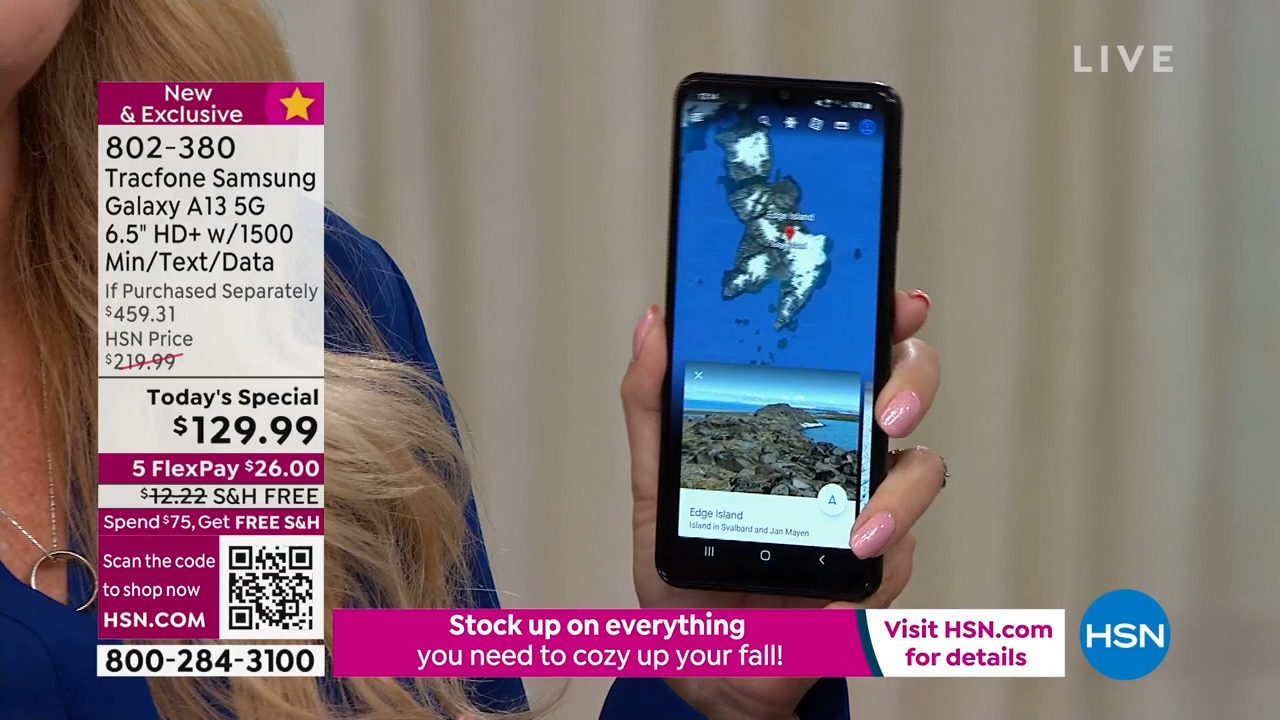 LIVE
New
& Exclusive
802-380
Tracfone Samsung
Galaxy A13 5G
6.5" HD+ w/1500
Min/Text/Data
If Purchased Separately
$459.31
HSN Price
$219.99
Today's Special
$129.99
5 FlexPay $26.00
$12.22 S&H FREE
Spend $75, Get FREE S&H
Scan the code
to shop now
HSN.COM
800-284-3100
Edge Island
Edge Island
Island in Svalbard and Jan Mayen
Stock up on everything
you need to cozy up your fall!
Visit HSN.com
for details
HSN